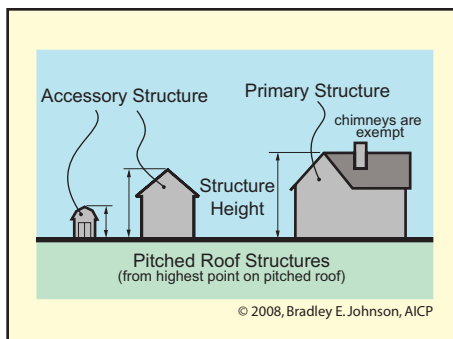 Accessory Structure
Primary Structure
chimneys are
exempt
Structure
Height
Pitched Roof Structures
(from highest point on pitched roof)
© 2008, Bradley E. Johnson, AICP